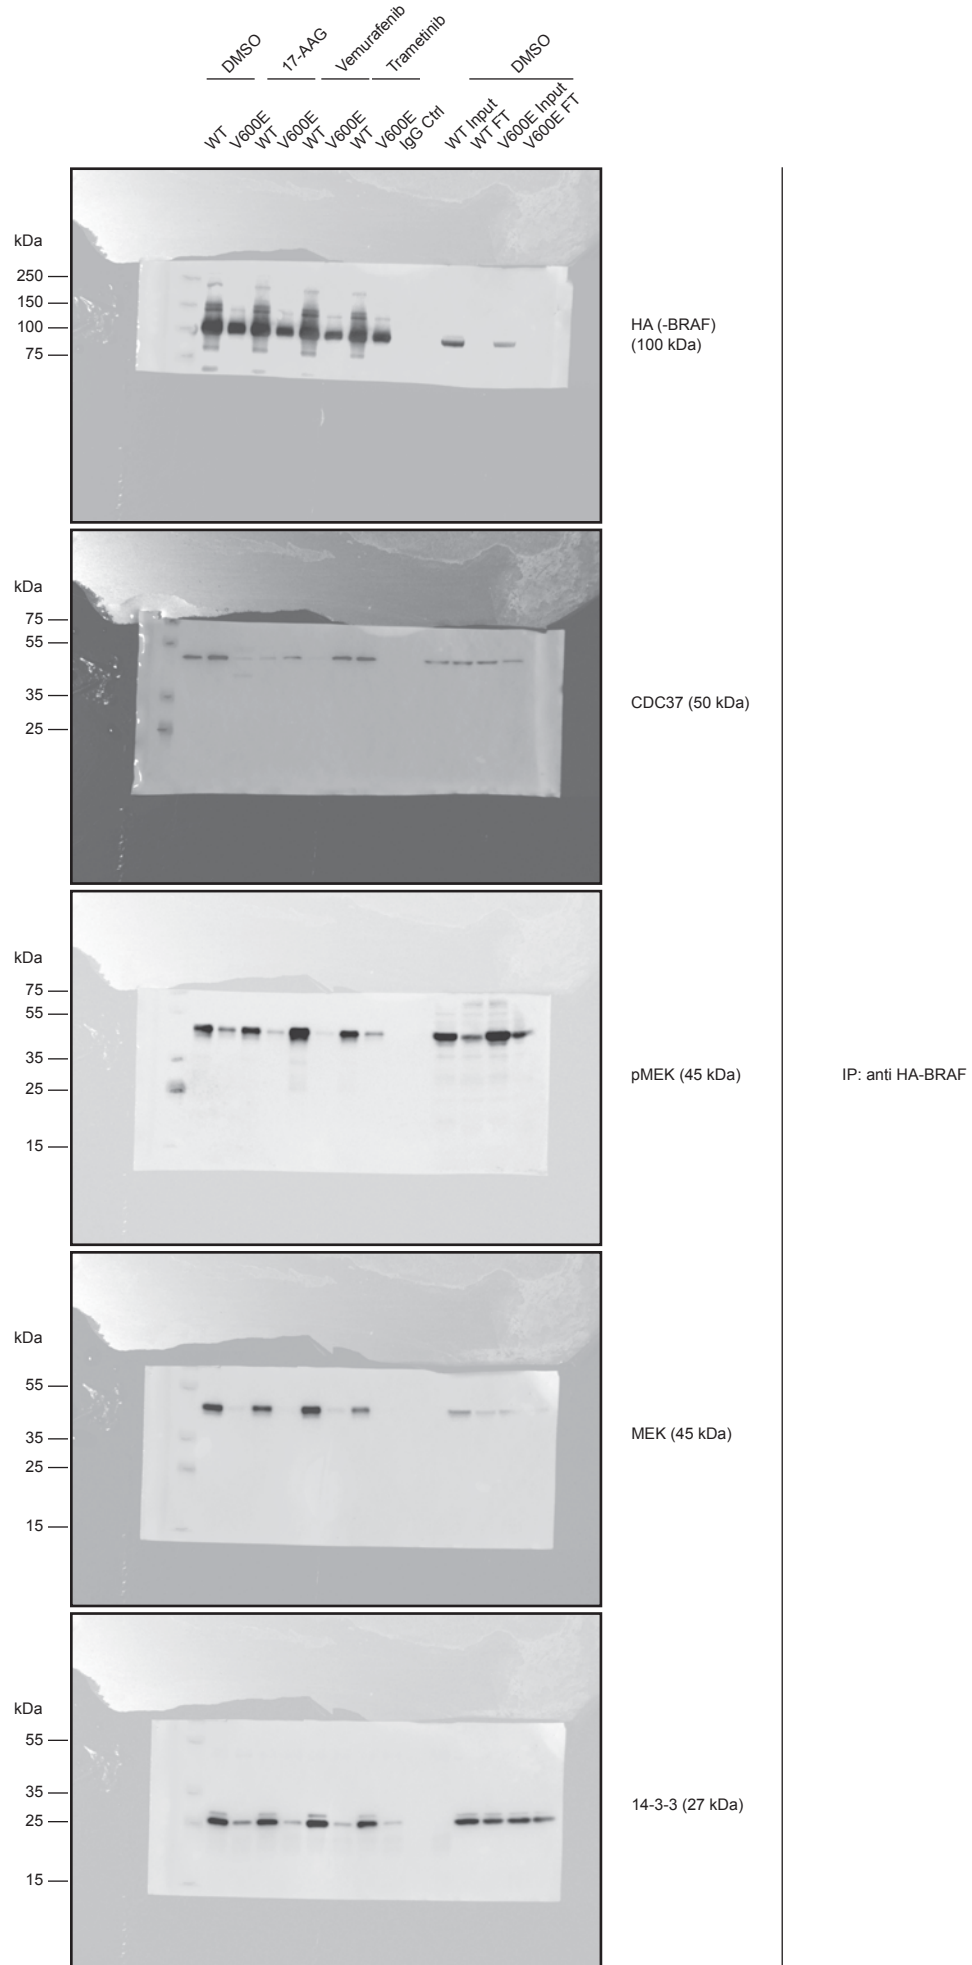 DMSO 17-AAG Vemurafenib Trametinib DMSO
WT V600E WT V600E WT V600E WT V600E IgG Ctrl WT Input WT FT V600E Input V600E FT
kDa
250
150
100
75
HA (-BRAF)
(100 kDa)
kDa
75
55
35
25
CDC37 (50 kDa)
kDa
75
55
35
25
15
pMEK (45 kDa)
IP: anti HA-BRAF
kDa
55
35
25
15
MEK (45 kDa)
kDa
55
35
25
15
14-3-3 (27 kDa)